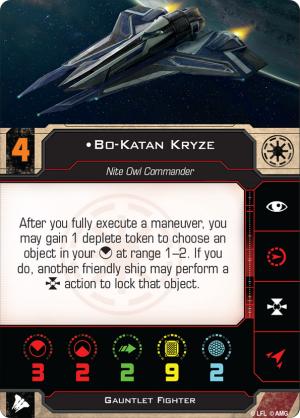 4
•Bo-Katan Kryze
Nite Owl Commander
After you fully execute a maneuver, you
may gain 1 deplete token to choose an
object in your at range 1–2. If you
do, another friendly ship may perform a
action to lock that object.
3 2 2 9 2
Gauntlet Fighter
© LFL © AMG